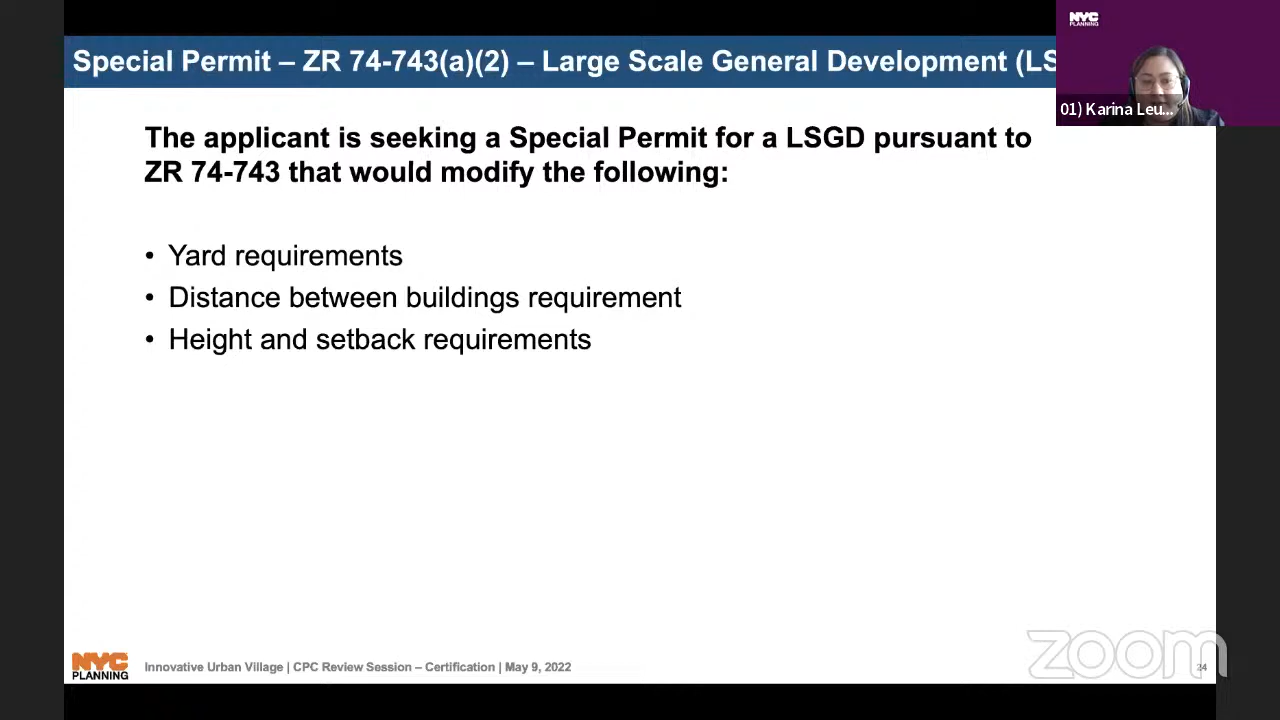 Special Permit – ZR 74-743(a)(2) – Large Scale General Development (LS
NYC
PLANNING
01) Karina Leu...
The applicant is seeking a Special Permit for a LSGD pursuant to
ZR 74-743 that would modify the following:
• Yard requirements
• Distance between buildings requirement
• Height and setback requirements
NYC
PLANNING
Innovative Urban Village | CPC Review Session – Certification | May 9, 2022
zoom
24